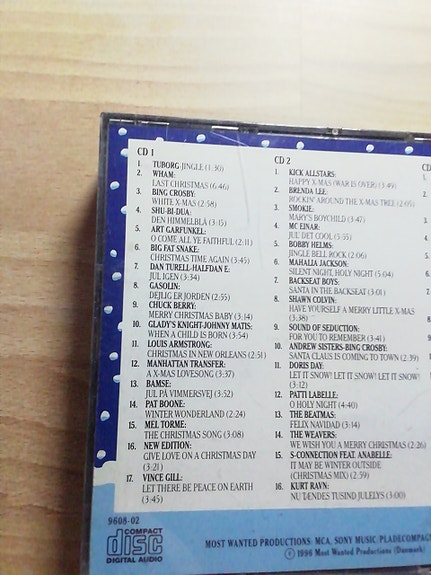 CD 1
1. TUBORG-JINGLE (1:30)
2. WHAM:
LAST CHRISTMAS (6:46)
3. BING CROSBY:
WHITE X-MAS (2:58)
4. SHU-BI-DUA:
DEN HIMMELBLÅ (3:15)
5. ART GARFUNKEL:
O COME ALL YE FAITHFUL (2:11)
6. BIG FAT SNAKE:
CHRISTMAS TIME AGAIN (3:45)
7. DAN TURELL-HALFDAN E:
JUL IGEN (3:34)
8. GASOLIN:
DEJLIG ER JORDEN (2:55)
9. CHUCK BERRY:
MERRY CHRISTMAS BABY (3:14)
10. GLADY'S KNIGHT-JOHNNY MATIS:
WHEN A CHILD IS BORN (3:54)
11. LOUIS ARMSTRONG:
CHRISTMAS IN NEW ORLEANS (2:51)
12. MANHATTAN TRANSFER:
A X-MAS LOVESONG (3:37)
13. BAMSE:
JUL PÅ VIMMERSVEJ (3:52)
14. PAT BOONE:
WINTER WONDERLAND (2:24)
15. MEL TORME:
THE CHRISTMAS SONG (3:08)
16. NEW EDITION:
GIVE LOVE ON A CHRISTMAS DAY
(3:21)
17. VINCE GILL:
LET THERE BE PEACE ON EARTH
(3:45)
CD 2
1. KICK ALLSTARS:
HAPPY X-MAS (WAR IS OVER) (3:49)
2. BRENDA LEE:
ROCKIN' AROUND THE X-MAS TREE (2:05)
3. SMOKIE:
MARY'S BOYCHILD (3:47)
4. MC EINAR:
JUL' DET COOL (5:55)
5. BOBBY HELMS:
JINGLE BELL ROCK (2:06)
6. MAHALIA JACKSON:
SILENT NIGHT, HOLY NIGHT (5:04)
7. BACKSEAT BOYS:
SANTA IN THE BACKSEAT (3:01)
8. SHAWN COLVIN:
HAVE YOURSELF A MERRY LITTLE X-MAS
(3:38)
9. SOUND OF SEDUCTION:
FOR YOU TO REMEMBER (3:41)
10. ANDREW SISTERS-BING CROSBY:
SANTA CLAUS IS COMING TO TOWN (2:39)
11. DORIS DAY:
LET IT SNOW! LET IT SNOW! LET IT SNOW!
(3:12)
12. PATTI LABELLE:
O HOLY NIGHT (4:40)
13. THE BEATMAS:
FELIX NAVIDAD (3:14)
14. THE WEAVERS:
WE WISH YOU A MERRY CHRISTMAS (2:26)
15. S-CONNECTION FEAT. ANABELLE:
IT MAY BE WINTER OUTSIDE
(CHRISTMAS MIX) (2:59)
16. KURT RAVN:
NU TÆNDES TUSIND JULELYS (3:00)
CD
9608-02
COMPACT
disc
DIGITAL AUDIO
MOST WANTED PRODUCTIONS· MCA, SONY MUSIC/PLADECOMPAG
© 1996 Most Wanted Productions (Danmark)